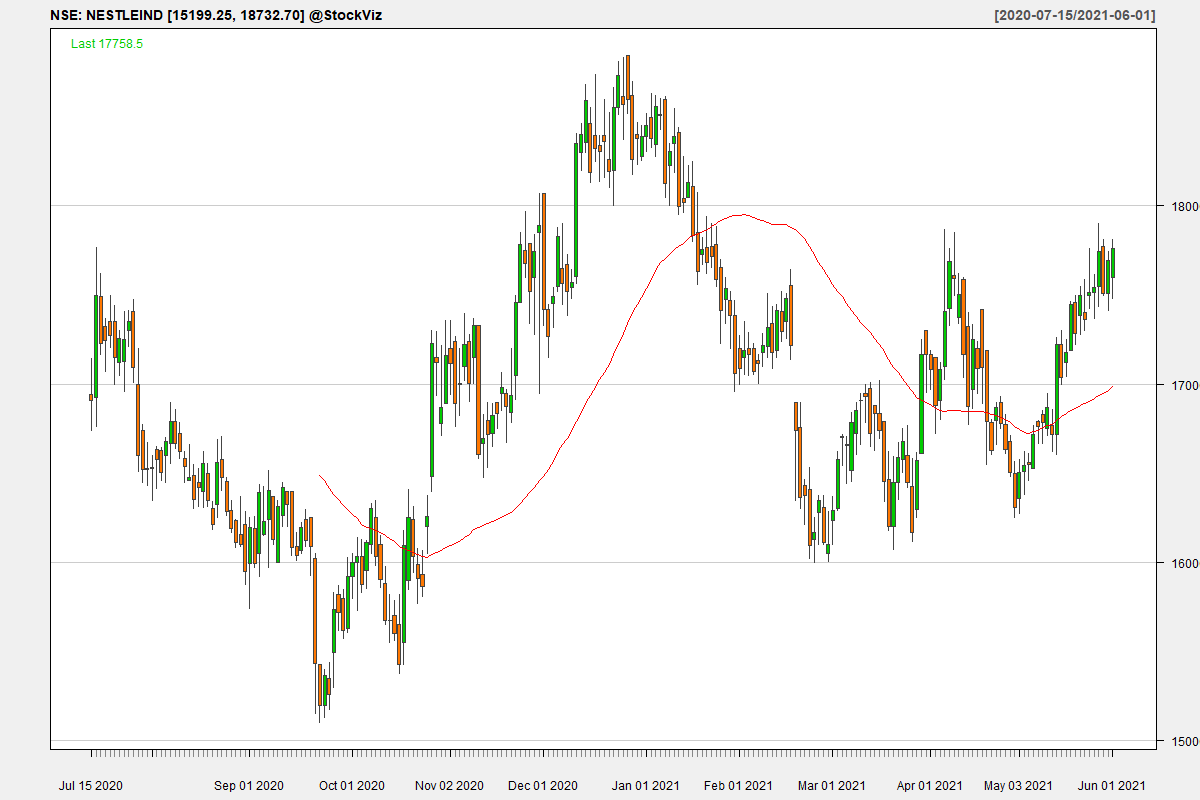 NSE: NESTLEIND [15199.25, 18732.70] @StockViz
[2020-07-15/2021-06-01]
Last 17758.5
1800
1700
1600
1500
Jul 15 2020 Sep 01 2020 Oct 01 2020 Nov 02 2020 Dec 01 2020 Jan 01 2021 Feb 01 2021 Mar 01 2021 Apr 01 2021 May 03 2021 Jun 01 2021